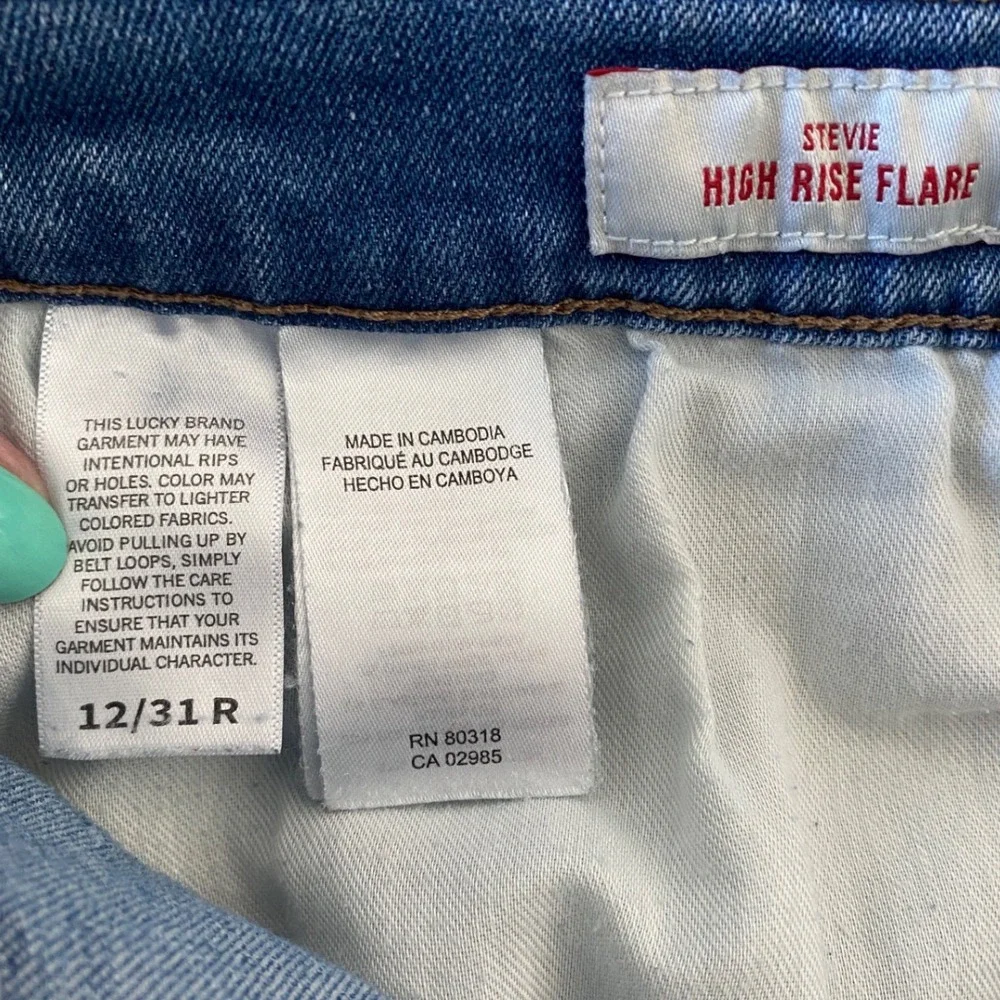 STEVIE
HIGH RISE FLARE
THIS LUCKY BRAND
GARMENT MAY HAVE
INTENTIONAL RIPS
OR HOLES. COLOR MAY
TRANSFER TO LIGHTER
COLORED FABRICS.
AVOID PULLING UP BY
BELT LOOPS, SIMPLY
FOLLOW THE CARE
INSTRUCTIONS TO
ENSURE THAT YOUR
GARMENT MAINTAINS ITS
INDIVIDUAL CHARACTER.
12/31 R
MADE IN CAMBODIA
FABRIQUÉ AU CAMBODGE
HECHO EN CAMBOYA
RN 80318
CA 02985